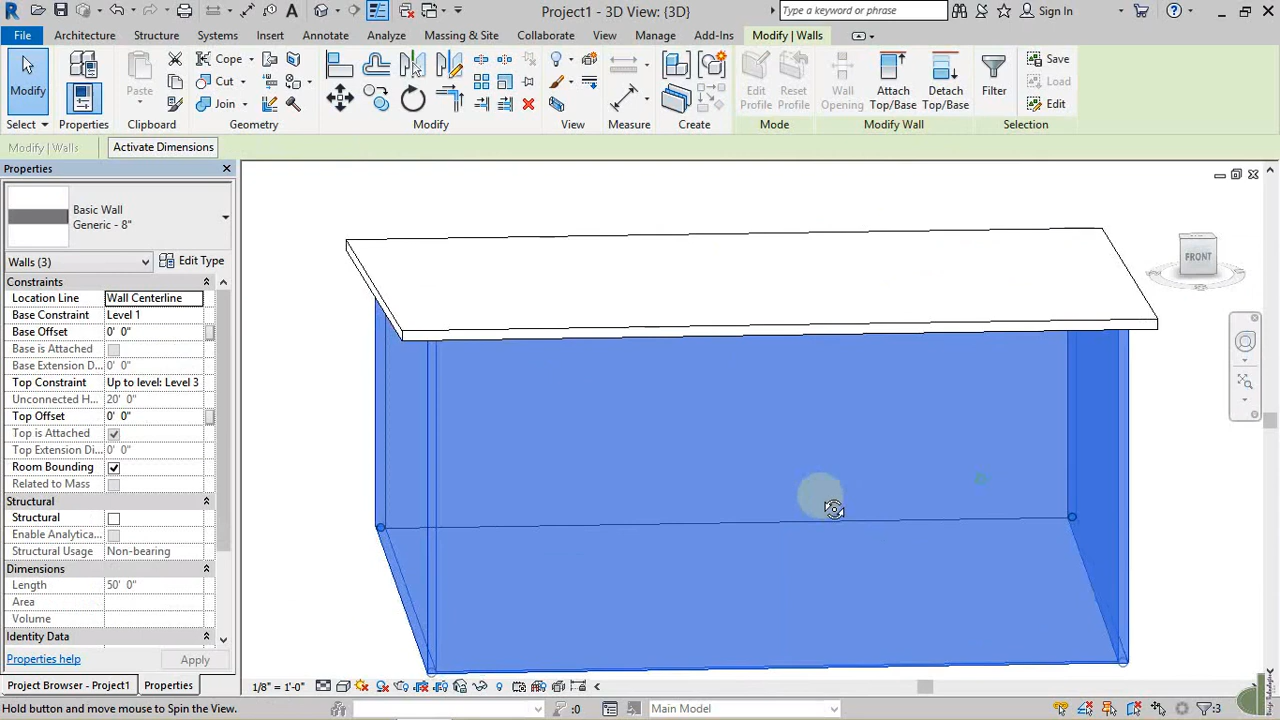 Project1 - 3D View: {3D}
Type a keyword or phrase
Sign In
File Architecture Structure Systems Insert Annotate Analyze Massing & Site Collaborate View Manage Add-Ins Modify | Walls
Modify
Paste
Cope
Cut
Join
Edit
Profile
Reset
Profile
Wall
Opening
Attach
Top/Base
Detach
Top/Base
Filter
Save
Load
Edit
Select Properties Clipboard Geometry Modify View Measure Create Mode Modify Wall Selection
Modify | Walls Activate Dimensions
Properties
Basic Wall
Generic - 8"
Walls (3) Edit Type
Constraints
Location Line Wall Centerline
Base Constraint Level 1
Base Offset 0' 0"
Base is Attached
Base Extension D...
Top Constraint Up to level: Level 3
Unconnected H... 20' 0"
Top Offset 0' 0"
Top is Attached
Top Extension Di...
Room Bounding
Related to Mass
Structural
Structural
Enable Analytica...
Structural Usage Non-bearing
Dimensions
Length 50' 0"
Area
Volume
Identity Data
Properties help Apply
Project Browser - Project1 Properties
FRONT
1/8" = 1'-0"
Hold button and move mouse to Spin the View.
:0
Main Model
:3